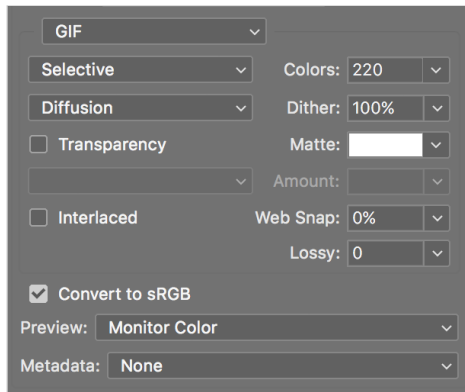 GIF
Selective Colors: 220
Diffusion Dither: 100%
Transparency Matte:
Amount:
Interlaced Web Snap: 0%
Lossy: 0
Convert to sRGB
Preview: Monitor Color
Metadata: None